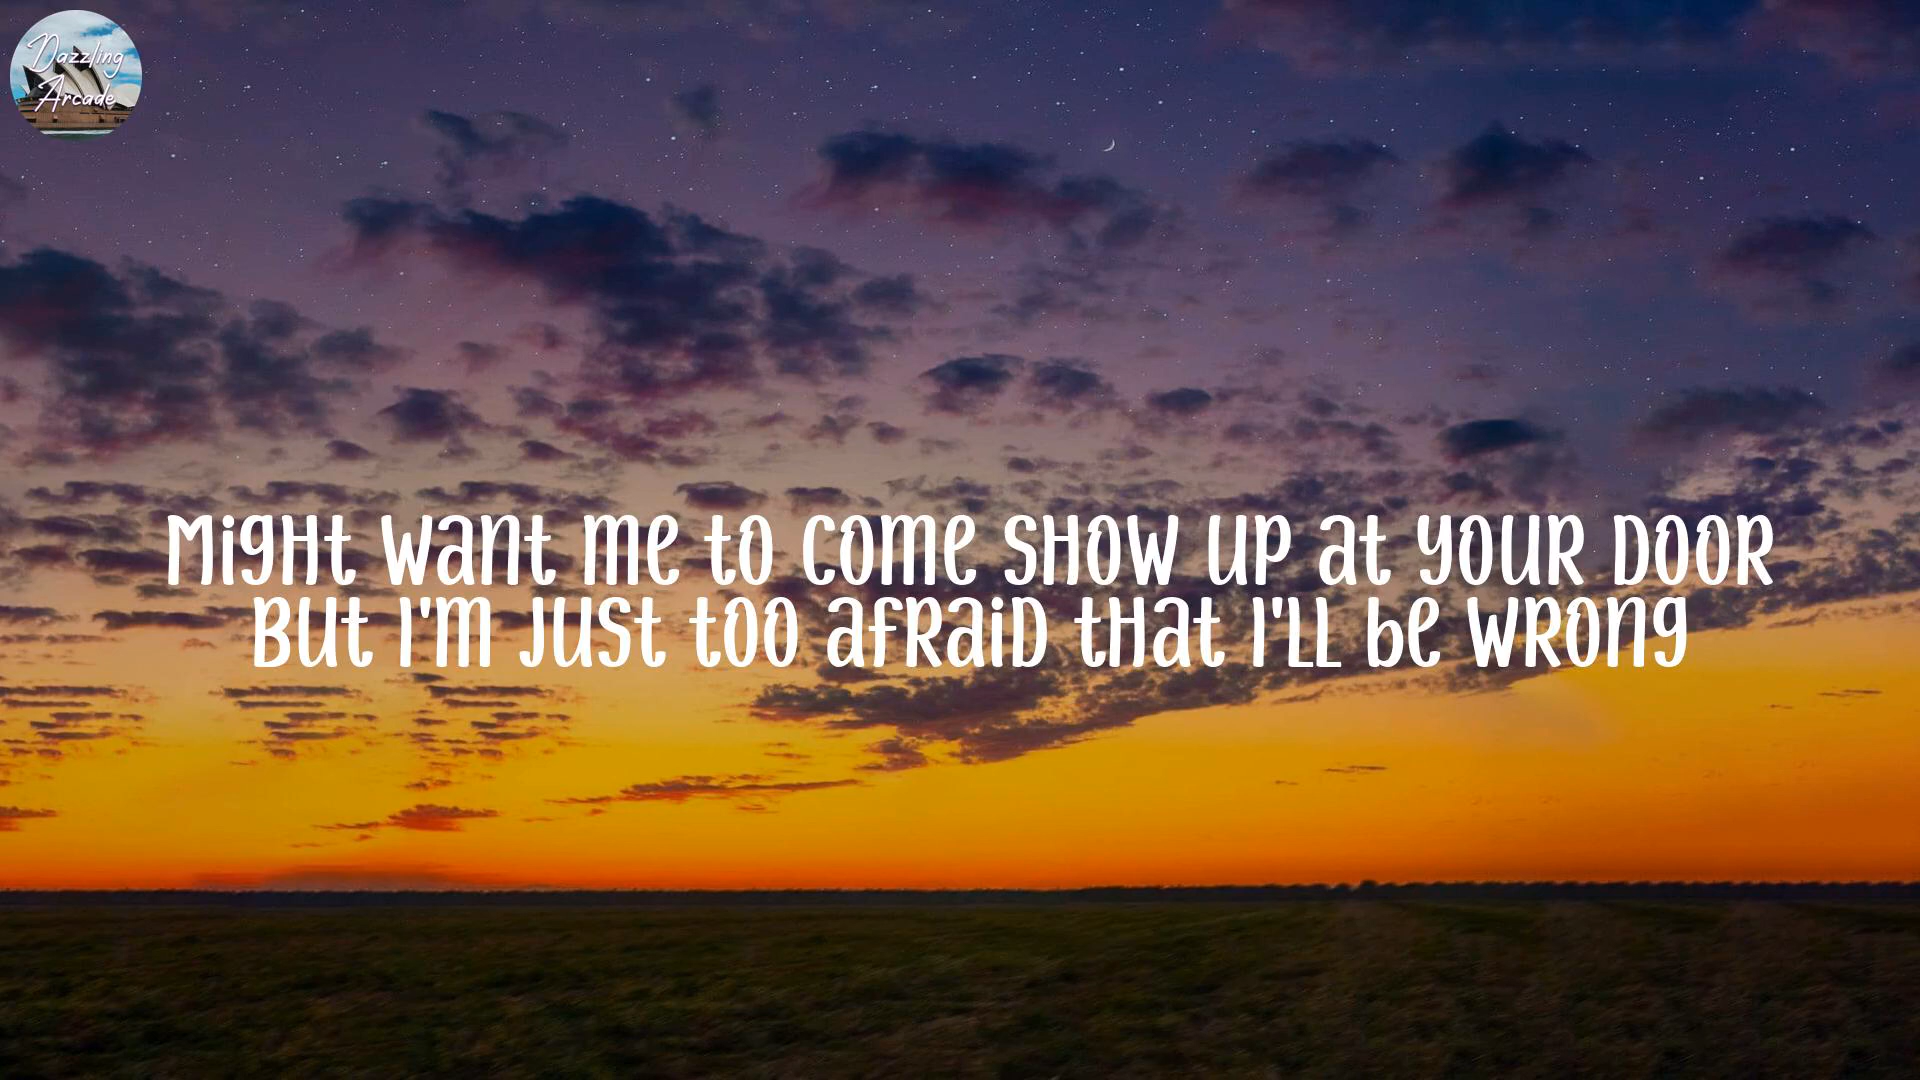 Dazzling
Arcade
Might want me to come show up at your door
But I'm just too afraid that I'll be wrong